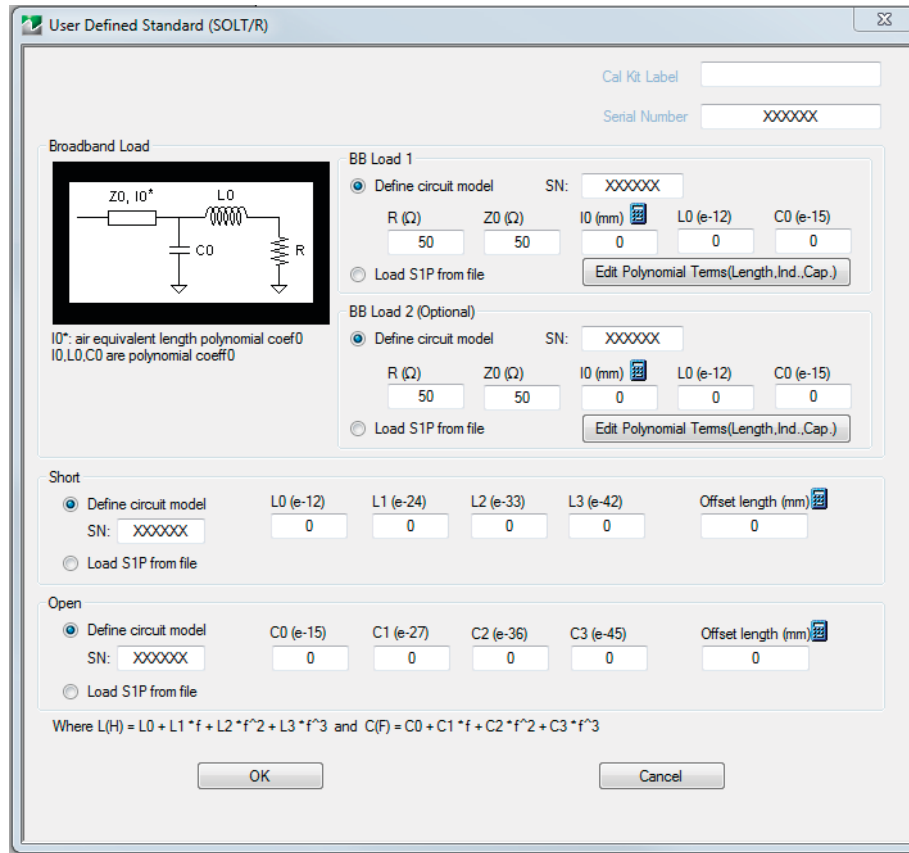 User Defined Standard (SOLT/R)
Cal Kit Label
Serial Number XXXXXX
Broadband Load
Z0, I0*
L0
C0
R
I0*: air equivalent length polynomial coef0
I0,L0,C0 are polynomial coeff0
BB Load 1
Define circuit model SN: XXXXXX
R (Ω) Z0 (Ω) I0 (mm) L0 (e-12) C0 (e-15)
50 50 0 0 0
Load S1P from file Edit Polynomial Terms(Length,Ind.,Cap.)
BB Load 2 (Optional)
Define circuit model SN: XXXXXX
R (Ω) Z0 (Ω) I0 (mm) L0 (e-12) C0 (e-15)
50 50 0 0 0
Load S1P from file Edit Polynomial Terms(Length,Ind.,Cap.)
Short
Define circuit model L0 (e-12) L1 (e-24) L2 (e-33) L3 (e-42) Offset length (mm)
SN: XXXXXX 0 0 0 0 0
Load S1P from file
Open
Define circuit model C0 (e-15) C1 (e-27) C2 (e-36) C3 (e-45) Offset length (mm)
SN: XXXXXX 0 0 0 0 0
Load S1P from file
Where L(H) = L0 + L1 *f + L2 *f^2 + L3 *f^3 and C(F) = C0 + C1 *f + C2 *f^2 + C3 *f^3
OK Cancel